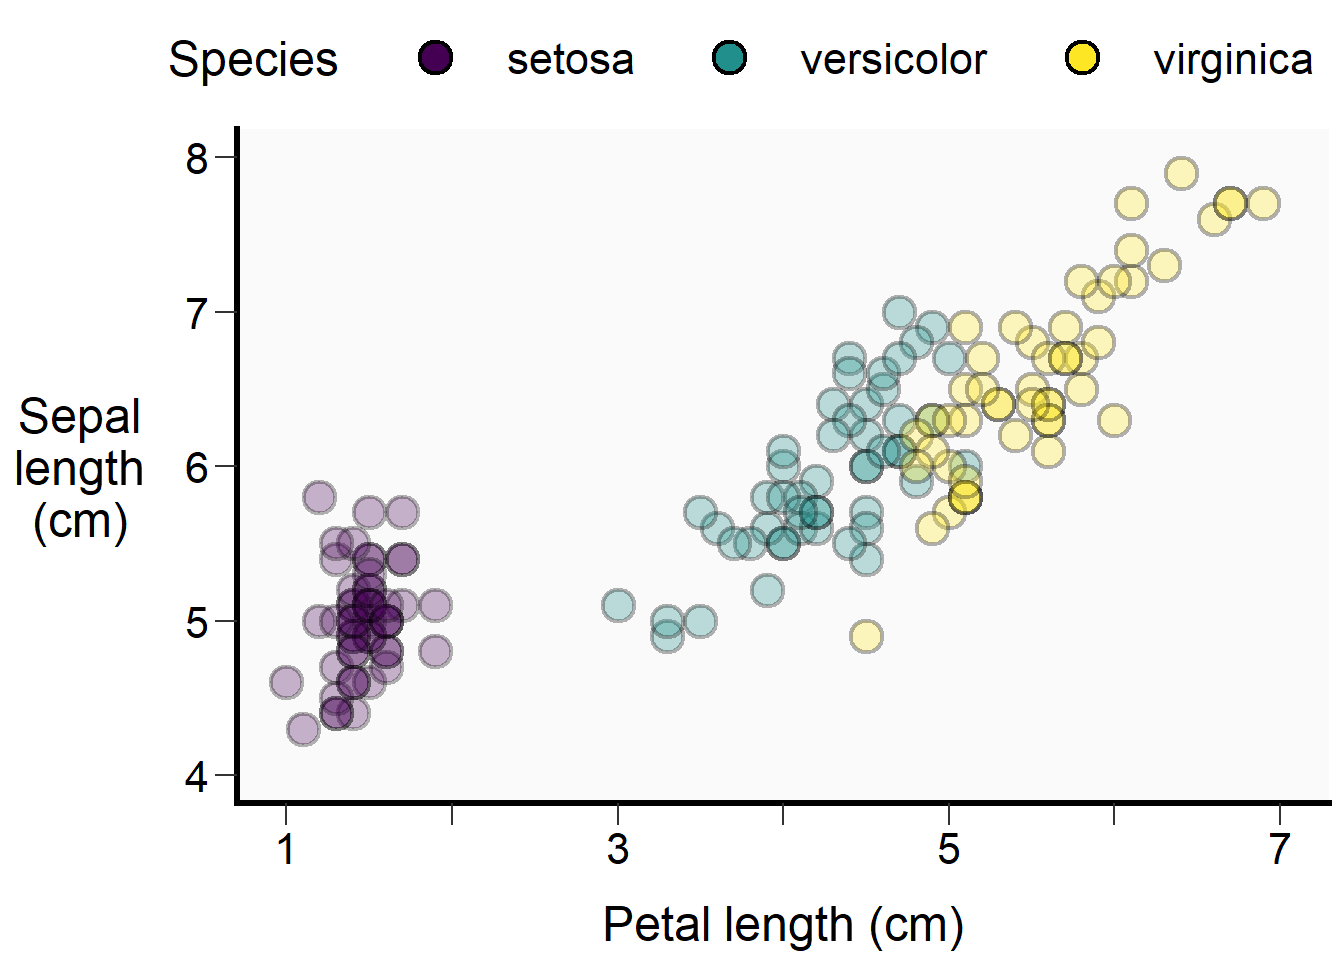 Species setosa versicolor virginica
8
7
6
5
4
Sepal
length
(cm)
1 3 5 7
Petal length (cm)